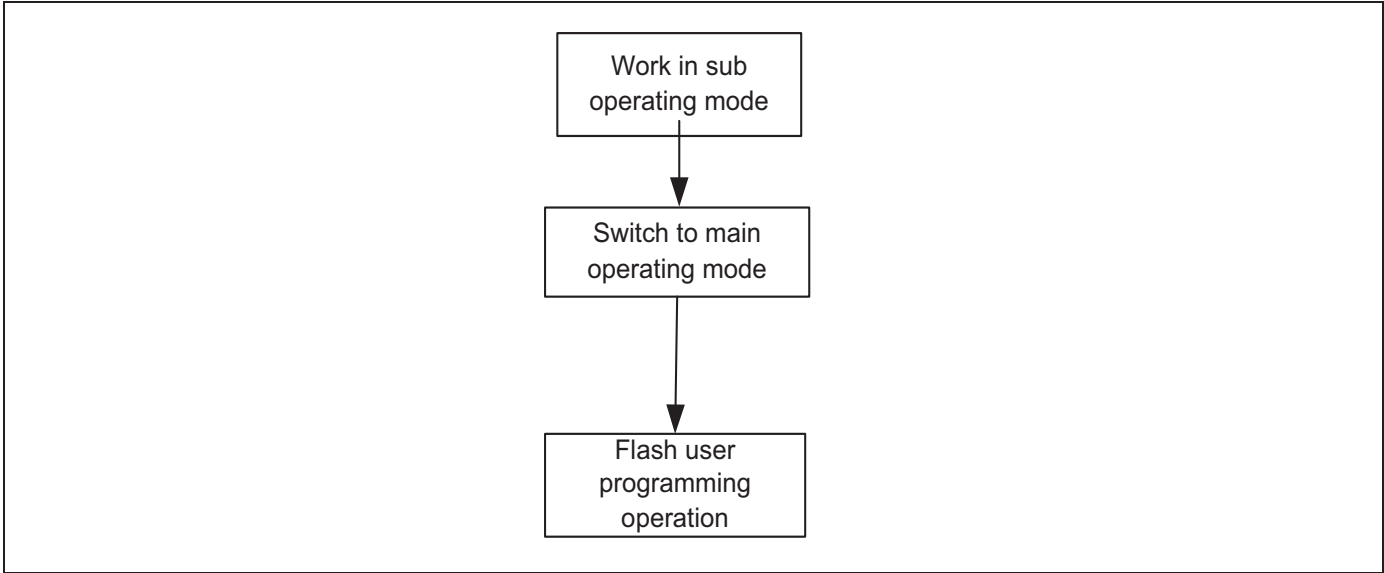 Work in sub
operating mode
Switch to main
operating mode
Flash user
programming
operation